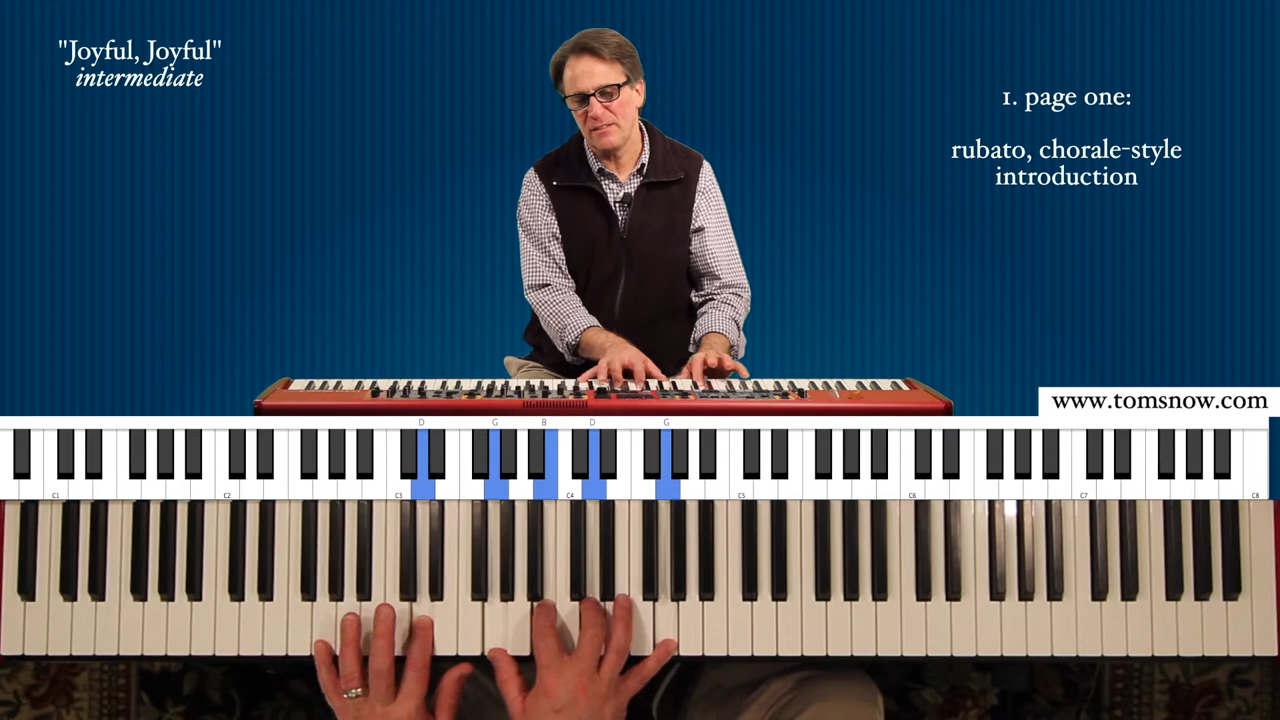 "Joyful, Joyful"
intermediate
1. page one:
rubato, chorale-style
introduction
www.tomsnow.com
D G B D G
C1 C2 C3 C4 C5 C6 C7 C8